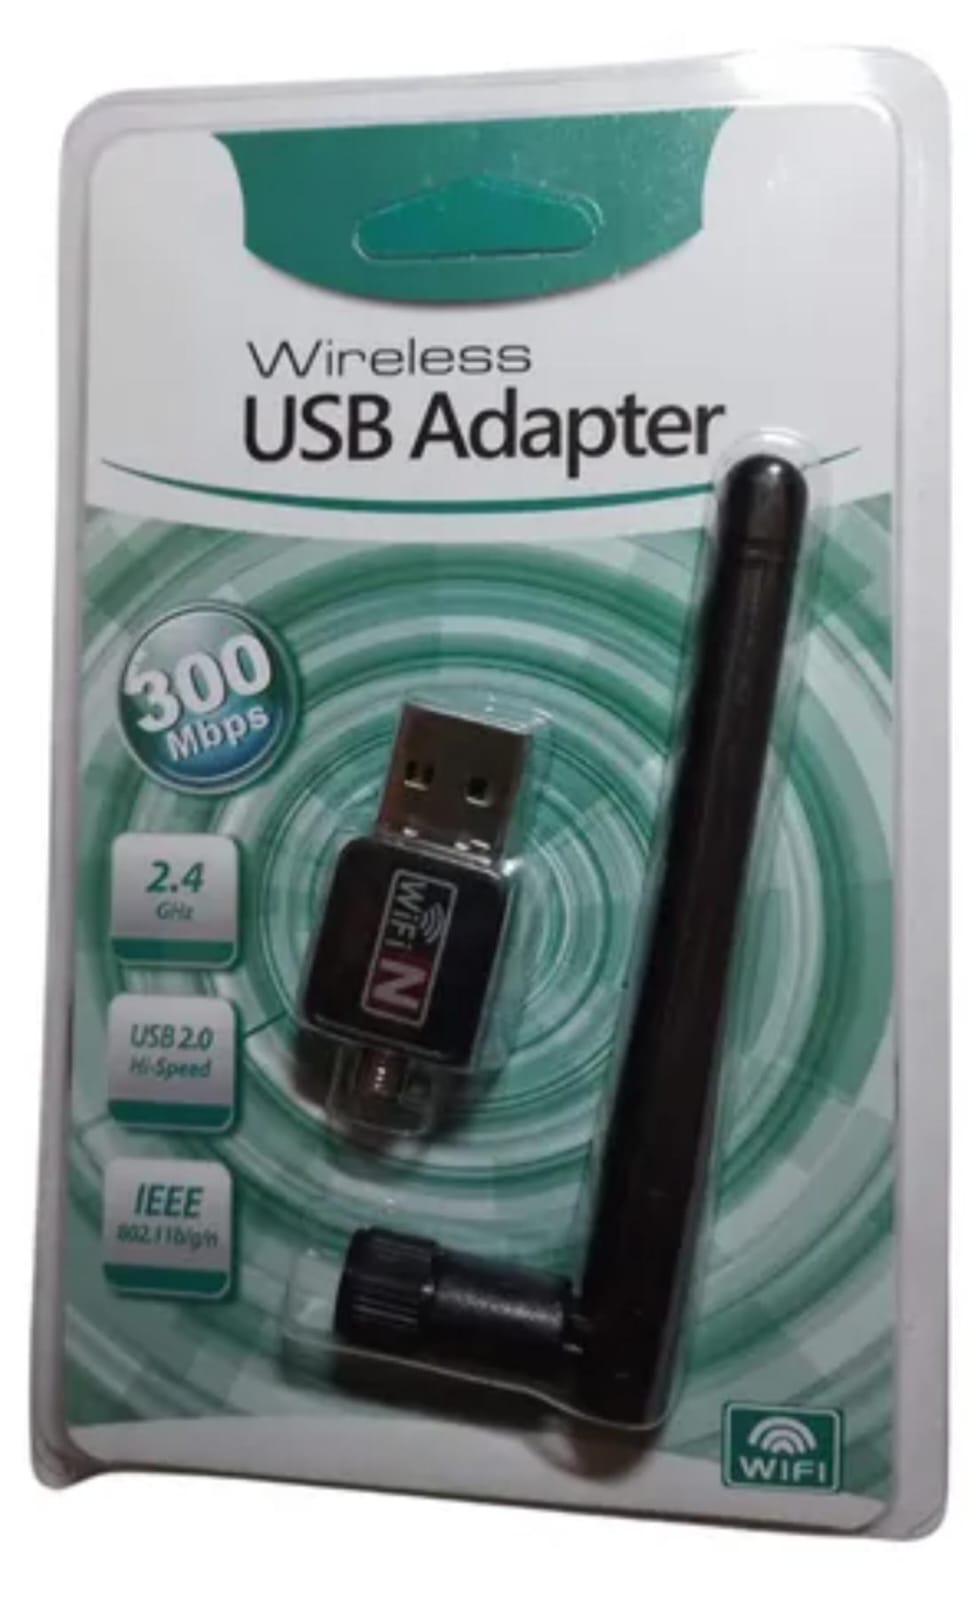 Wireless
USB Adapter
300
Mbps
2.4
GHz
WiFi N
USB 2.0
Hi-Speed
IEEE
802.11b/g/n
WIFI